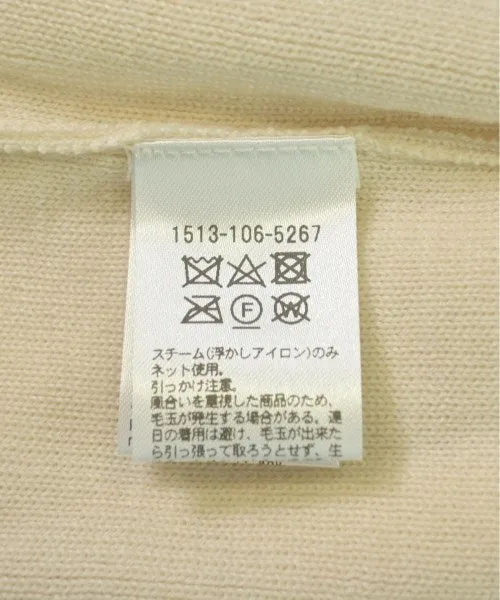 1513-106-5267
F W
スチーム(浮かしアイロン)のみ
ネット使用。
引っかけ注意。
風合いを重視した商品のため、
毛玉が発生する場合がある。連
日の着用は避け、毛玉が出来た
ら引っ張って取ろうとせず、生